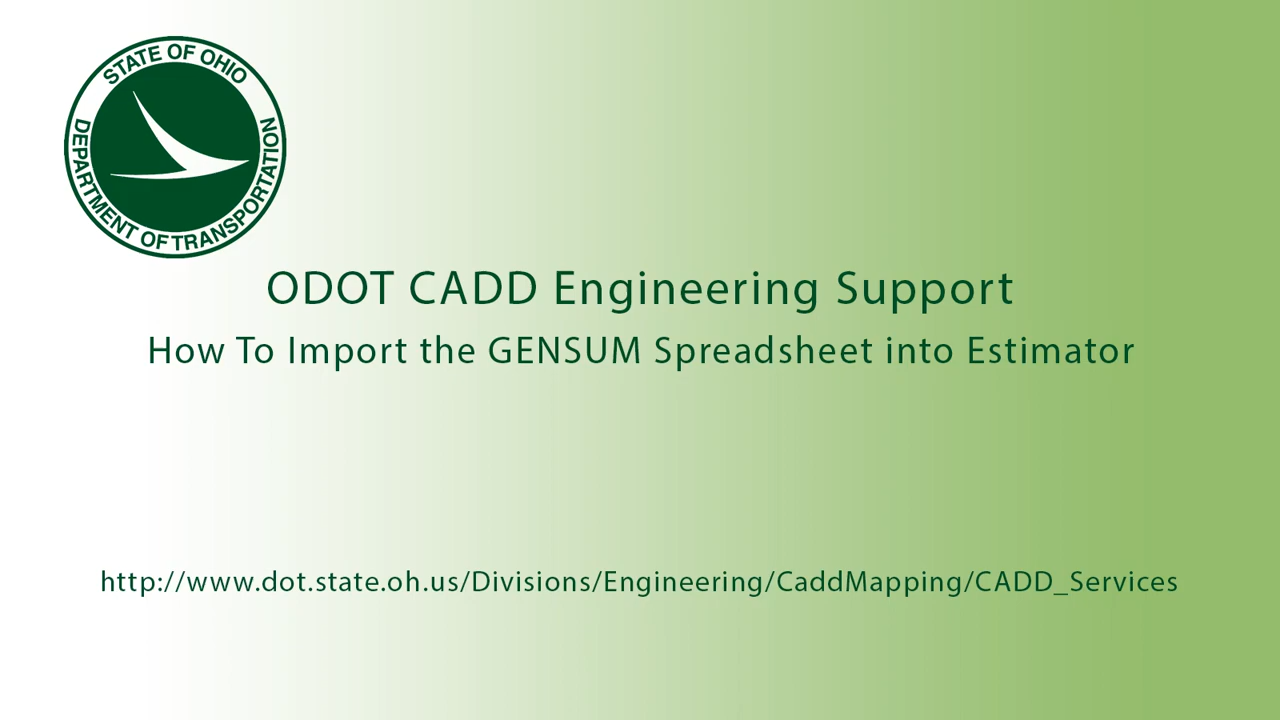 STATE OF OHIO
DEPARTMENT OF TRANSPORTATION
ODOT CADD Engineering Support
How To Import the GENSUM Spreadsheet into Estimator
http://www.dot.state.oh.us/Divisions/Engineering/CaddMapping/CADD_Services